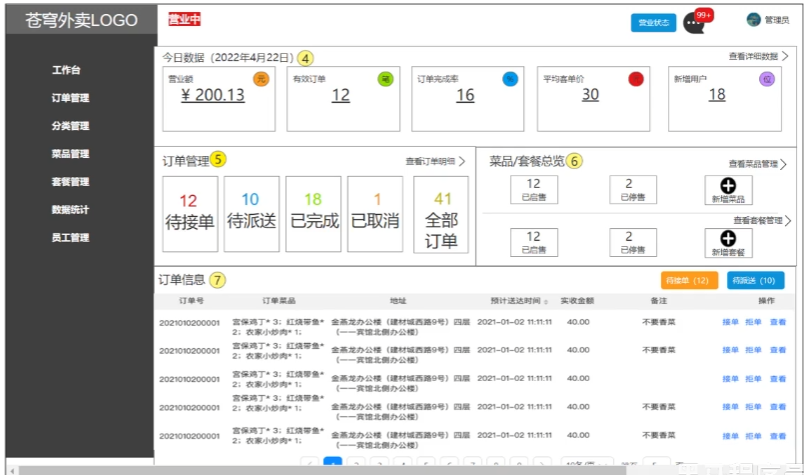 苍穹外卖LOGO
营业中
营业状态
99+
管理员
工作台
订单管理
分类管理
菜品管理
套餐管理
数据统计
员工管理
今日数据（2022年4月22日） 4
查看详细数据
营业额 元
¥ 200.13
有效订单 笔
12
订单完成率 %
16
平均客单价
30
新增用户 位
18
订单管理 5
查看订单明细
12
待接单
10
待派送
18
已完成
1
已取消
41
全部
订单
菜品/套餐总览 6
查看菜品管理
12
已启售
2
已停售
新增菜品
查看套餐管理
12
已启售
2
已停售
新增套餐
订单信息 7
待接单（12） 待派送（10）
订单号 订单菜品 地址 预计送达时间 实收金额 备注 操作
2021010200001 宫保鸡丁* 3；红烧带鱼* 金燕龙办公楼（建材城西路9号）四层 2021-01-02 11:11:11 40.00 不要香菜 接单 拒单 查看
2；农家小炒肉* 1； （一一宾馆北侧办公楼）
2021010200001 宫保鸡丁* 3；红烧带鱼* 金燕龙办公楼（建材城西路9号）四层 2021-01-02 11:11:11 40.00 不要香菜 接单 拒单 查看
2；农家小炒肉* 1； （一一宾馆北侧办公楼）
2021010200001 宫保鸡丁* 3；红烧带鱼* 金燕龙办公楼（建材城西路9号）四层 2021-01-02 11:11:11 40.00 接单 拒单 查看
2；农家小炒肉* 1； （一一宾馆北侧办公楼）
2021010200001 宫保鸡丁* 3；红烧带鱼* 金燕龙办公楼（建材城西路9号）四层 2021-01-02 11:11:11 40.00 不要香菜 接单 拒单 查看
2；农家小炒肉* 1； （一一宾馆北侧办公楼）
2021010200001 宫保鸡丁* 3；红烧带鱼* 金燕龙办公楼（建材城西路9号）四层 2021-01-02 11:11:11 40.00 不要香菜 接单 拒单 查看
2；农家小炒肉* 1； （一一宾馆北侧办公楼）